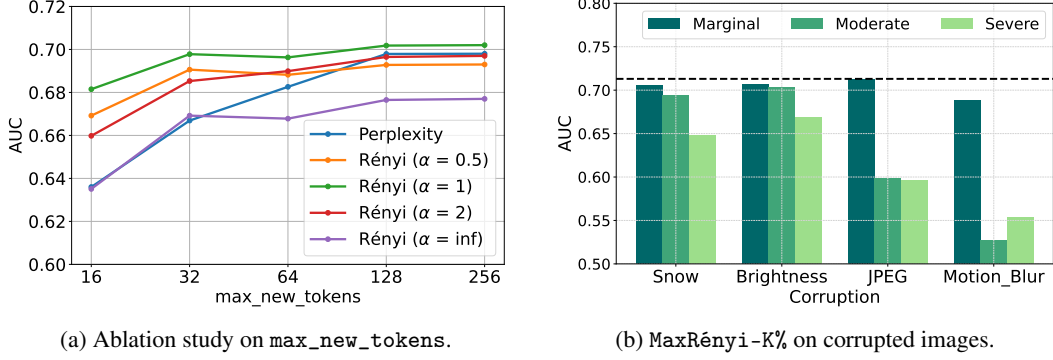 0.72
0.70
0.68
0.66
0.64
0.62
0.60
AUC
Perplexity
Rényi (α = 0.5)
Rényi (α = 1)
Rényi (α = 2)
Rényi (α = inf)
16 32 64 128 256
max_new_tokens
(a) Ablation study on max_new_tokens.
0.80
0.75
0.70
0.65
0.60
0.55
0.50
AUC
Marginal Moderate Severe
Snow Brightness JPEG Motion_Blur
Corruption
(b) MaxRényi-K% on corrupted images.